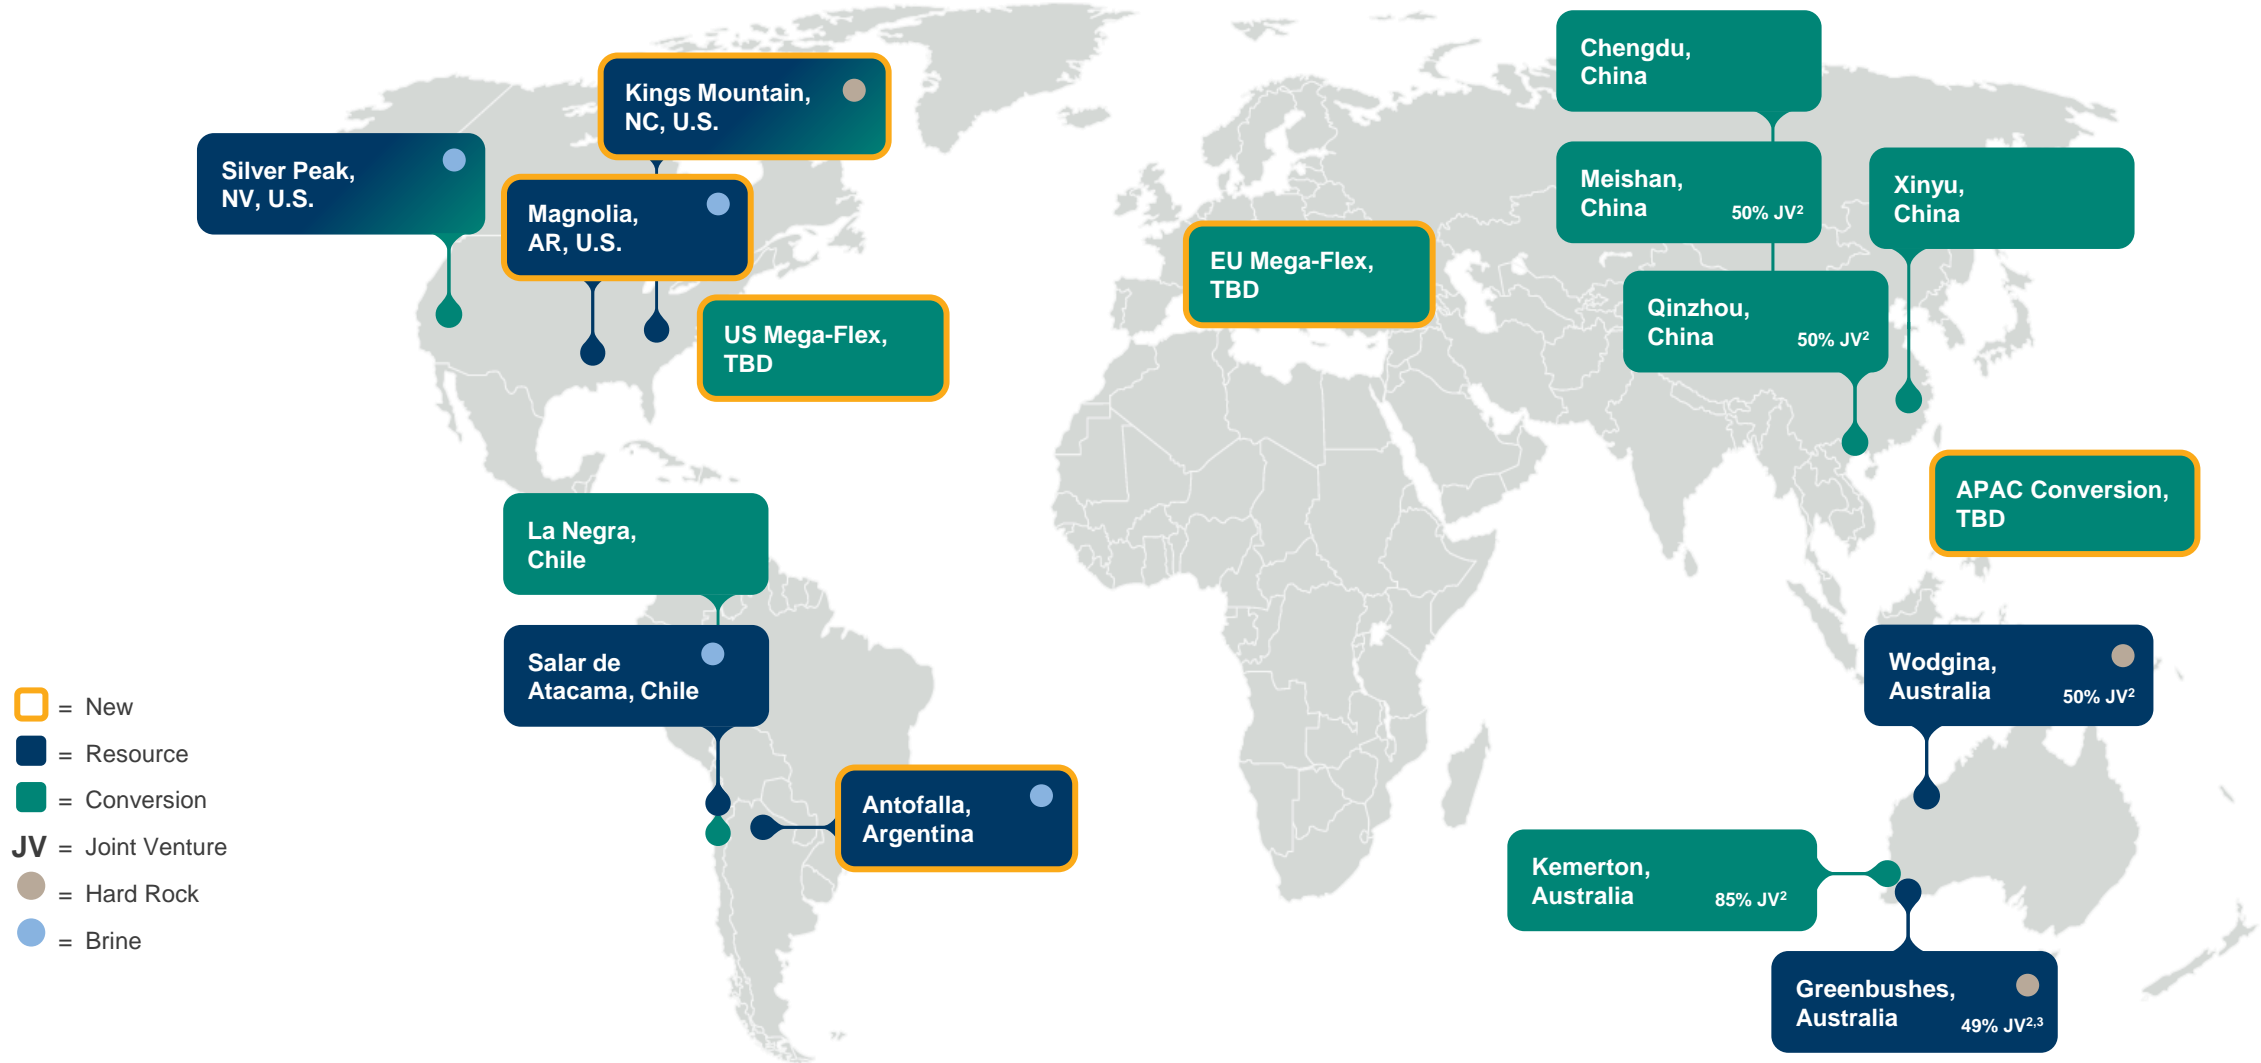 Kings Mountain,
NC, U.S.
Silver Peak,
NV, U.S.
Magnolia,
AR, U.S.
US Mega-Flex,
TBD
EU Mega-Flex,
TBD
Chengdu,
China
Meishan,
China 50% JV²
Xinyu,
China
Qinzhou,
China 50% JV²
APAC Conversion,
TBD
La Negra,
Chile
Salar de
Atacama, Chile
Antofalla,
Argentina
Wodgina,
Australia 50% JV²
Kemerton,
Australia 85% JV²
Greenbushes,
Australia 49% JV²,³
= New
= Resource
= Conversion
JV = Joint Venture
= Hard Rock
= Brine